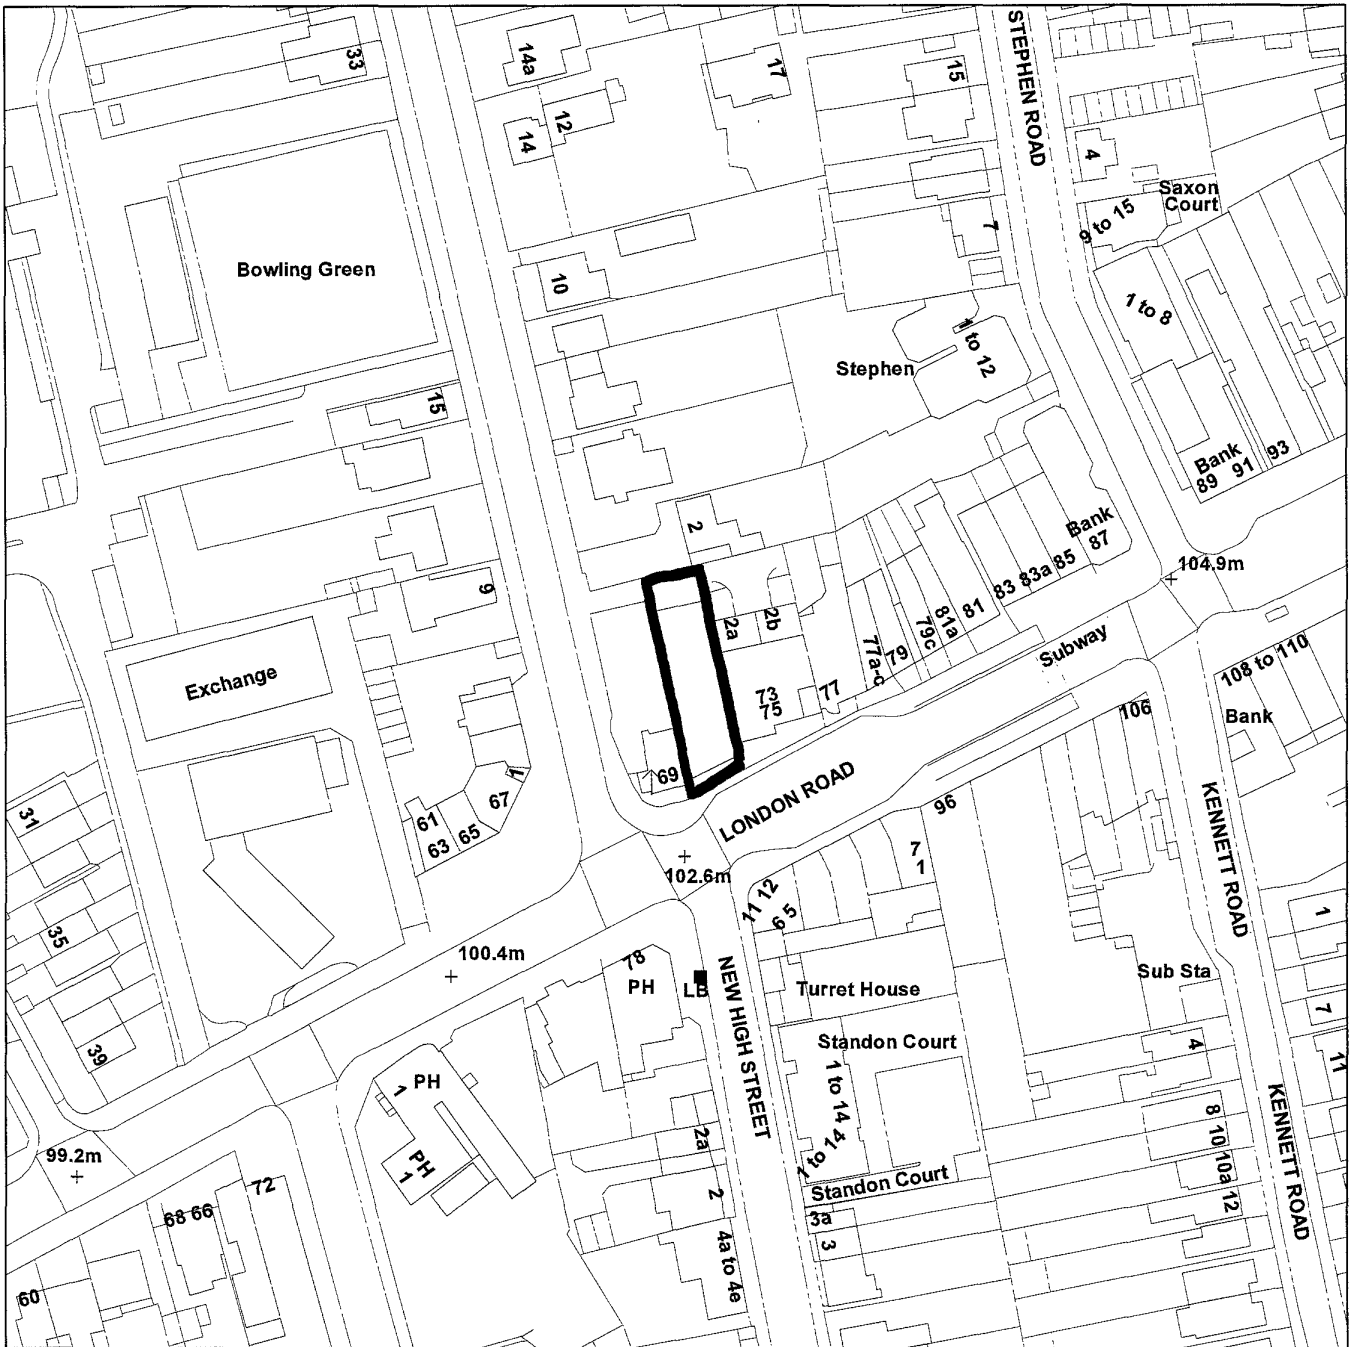 33
14a
12
14
17
15
STEPHEN ROAD
4
Saxon
Court
9 to 15
7
1 to 8
Bowling Green
10
1 to 12
Stephen
15
Bank
89
91
93
2
Bank
87
85
83a
83
81
81a
79c
79
77a-c
77
104.9m
9
2a
2b
Subway
Exchange
73
75
108 to 110
Bank
106
69
1
67
61
63
65
LONDON ROAD
96
KENNETT ROAD
31
7
1
102.6m
11 12
6 5
1
35
100.4m
78
PH
LB
NEW HIGH STREET
Turret House
Sub Sta
7
39
Standon Court
4
11
1
PH
1 to 14
8
10
10a
12
KENNETT ROAD
99.2m
PH
1
2a
1 to 14
Standon Court
72
68 66
2
3a
3
4a to 4e
60